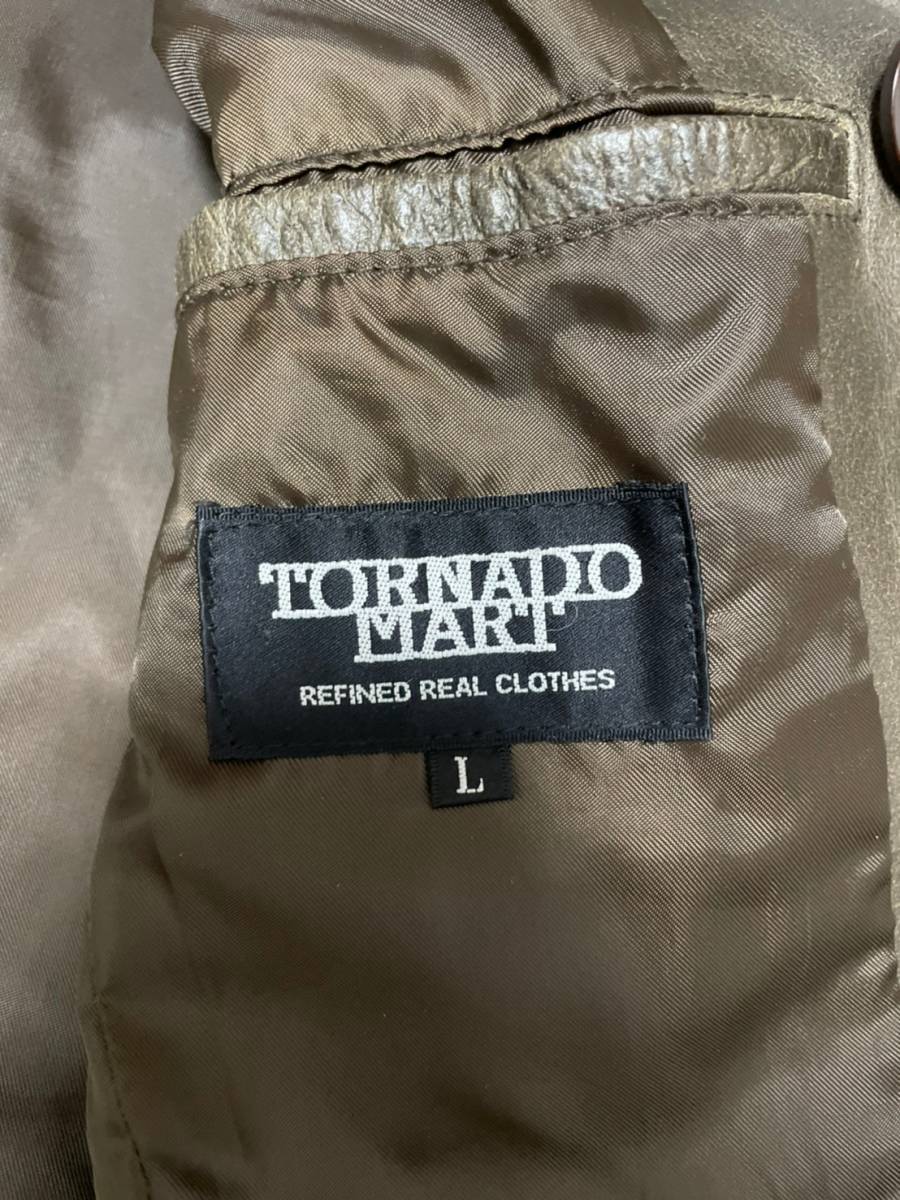 TORNADO
MART
REFINED REAL CLOTHES
L